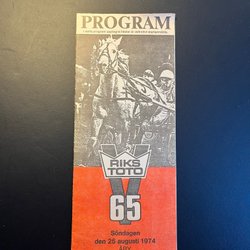 PROGRAM
RIKS
TOTO
V
65
Söndagen
den 25 augusti 1974